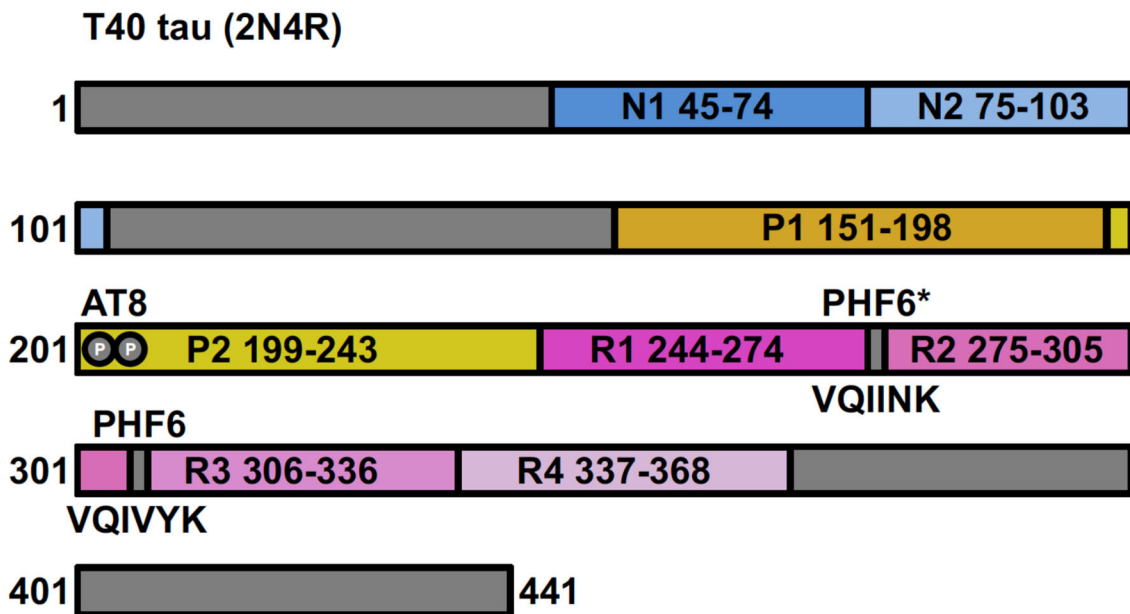 T40 tau (2N4R)
1 N1 45-74 N2 75-103
101 P1 151-198
AT8 PHF6*
201 P P P2 199-243 R1 244-274 R2 275-305
VQIINK
PHF6
301 R3 306-336 R4 337-368
VQIVYK
401 441